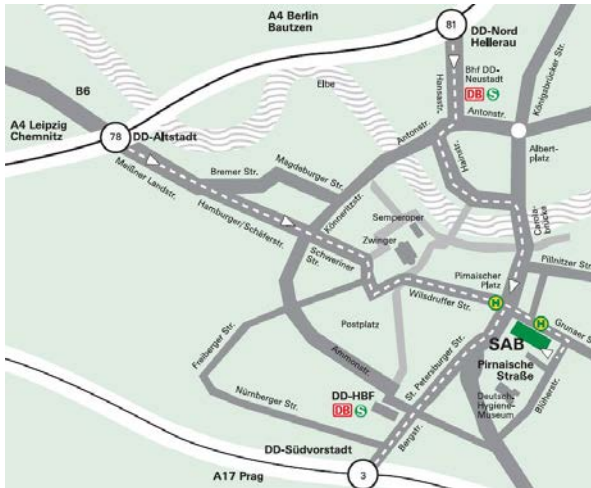 A4 Berlin
Bautzen
81
DD-Nord
Hellerau
Bhf DD-
Neustadt
DB S
Hansastr.
Königsbrücker Str.
B6
Elbe
A4 Leipzig
Chemnitz
78
DD-Altstadt
Antonstr.
Antonstr.
Albert-
platz
Hainstr.
Meißner Landstr.
Bremer Str.
Magdeburger Str.
Hamburger/Schäferstr.
Könneritzstr.
Semperoper
Zwinger
Carola-
brücke
Schweriner
Str.
Pirnaischer
Platz
Pillnitzer Str.
Wilsdruffer Str.
H
H
Grunaer Str.
Postplatz
SAB
Pirnaische
Straße
Freiberger Str.
Ammonstr.
St. Petersburger Str.
Nürnberger Str.
DD-HBF
DB S
Deutsch.
Hygiene-
Museum
Blüherstr.
Bergstr.
DD-Südvorstadt
3
A17 Prag